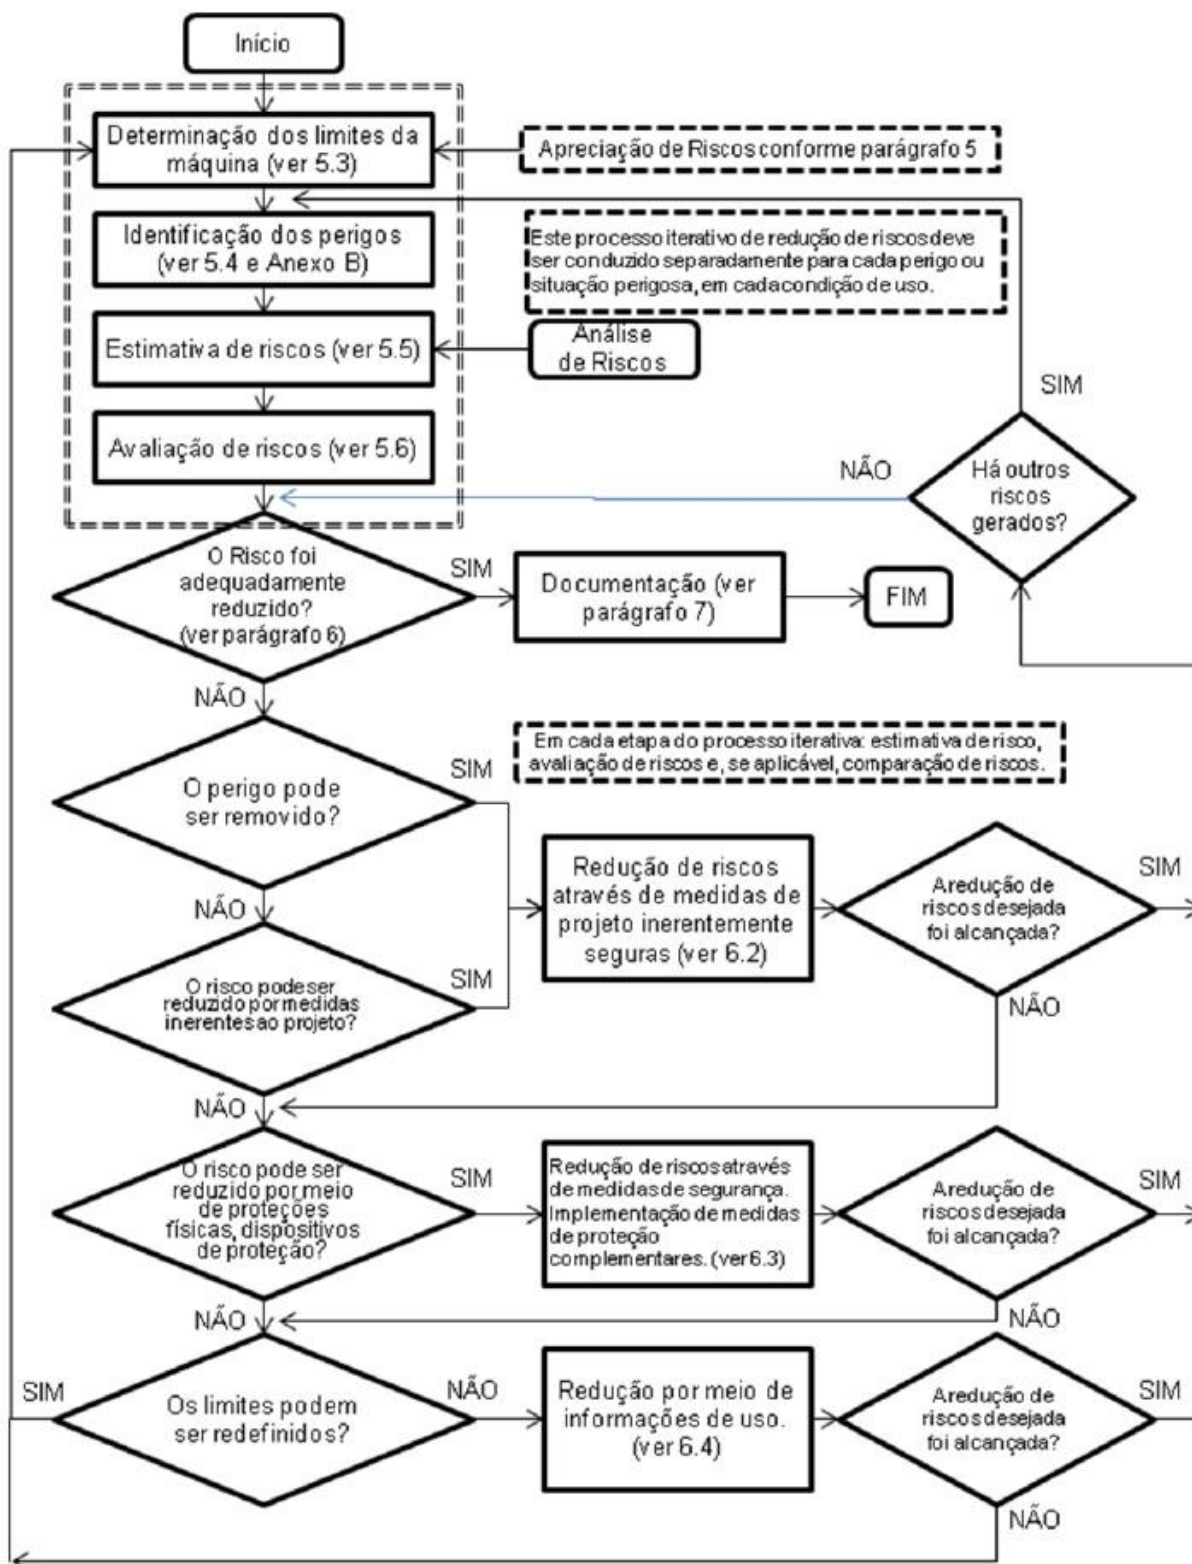 Início
Determinação dos limites da
máquina (ver 5.3)
Apreciação de Riscos conforme parágrafo 5
Identificação dos perigos
(ver 5.4 e Anexo B)
Este processo iterativo de redução de riscos deve
ser conduzido separadamente para cada perigo ou
situação perigosa, em cada condição de uso.
Estimativa de riscos (ver 5.5)
Análise
de Riscos
SIM
Avaliação de riscos (ver 5.6)
NÃO
Há outros
riscos
gerados?
O Risco foi
adequadamente
reduzido?
(ver parágrafo 6)
SIM
Documentação (ver
parágrafo 7)
FIM
NÃO
Em cada etapa do processo iterativa: estimativa de risco,
avaliação de riscos e, se aplicável, comparação de riscos.
O perigo pode
ser removido?
SIM
NÃO
Redução de riscos
através de medidas de
projeto inerentemente
seguras (ver 6.2)
A redução de
riscos desejada
foi alcançada?
SIM
NÃO
O risco pode ser
reduzido por medidas
inerentes ao projeto?
SIM
NÃO
O risco pode ser
reduzido por meio
de proteções
físicas, dispositivos
de proteção?
SIM
Redução de riscos através
de medidas de segurança.
Implementação de medidas
de proteção
complementares. (ver 6.3)
A redução de
riscos desejada
foi alcançada?
SIM
NÃO
NÃO
SIM
Os limites podem
ser redefinidos?
NÃO
Redução por meio de
informações de uso.
(ver 6.4)
A redução de
riscos desejada
foi alcançada?
SIM
NÃO